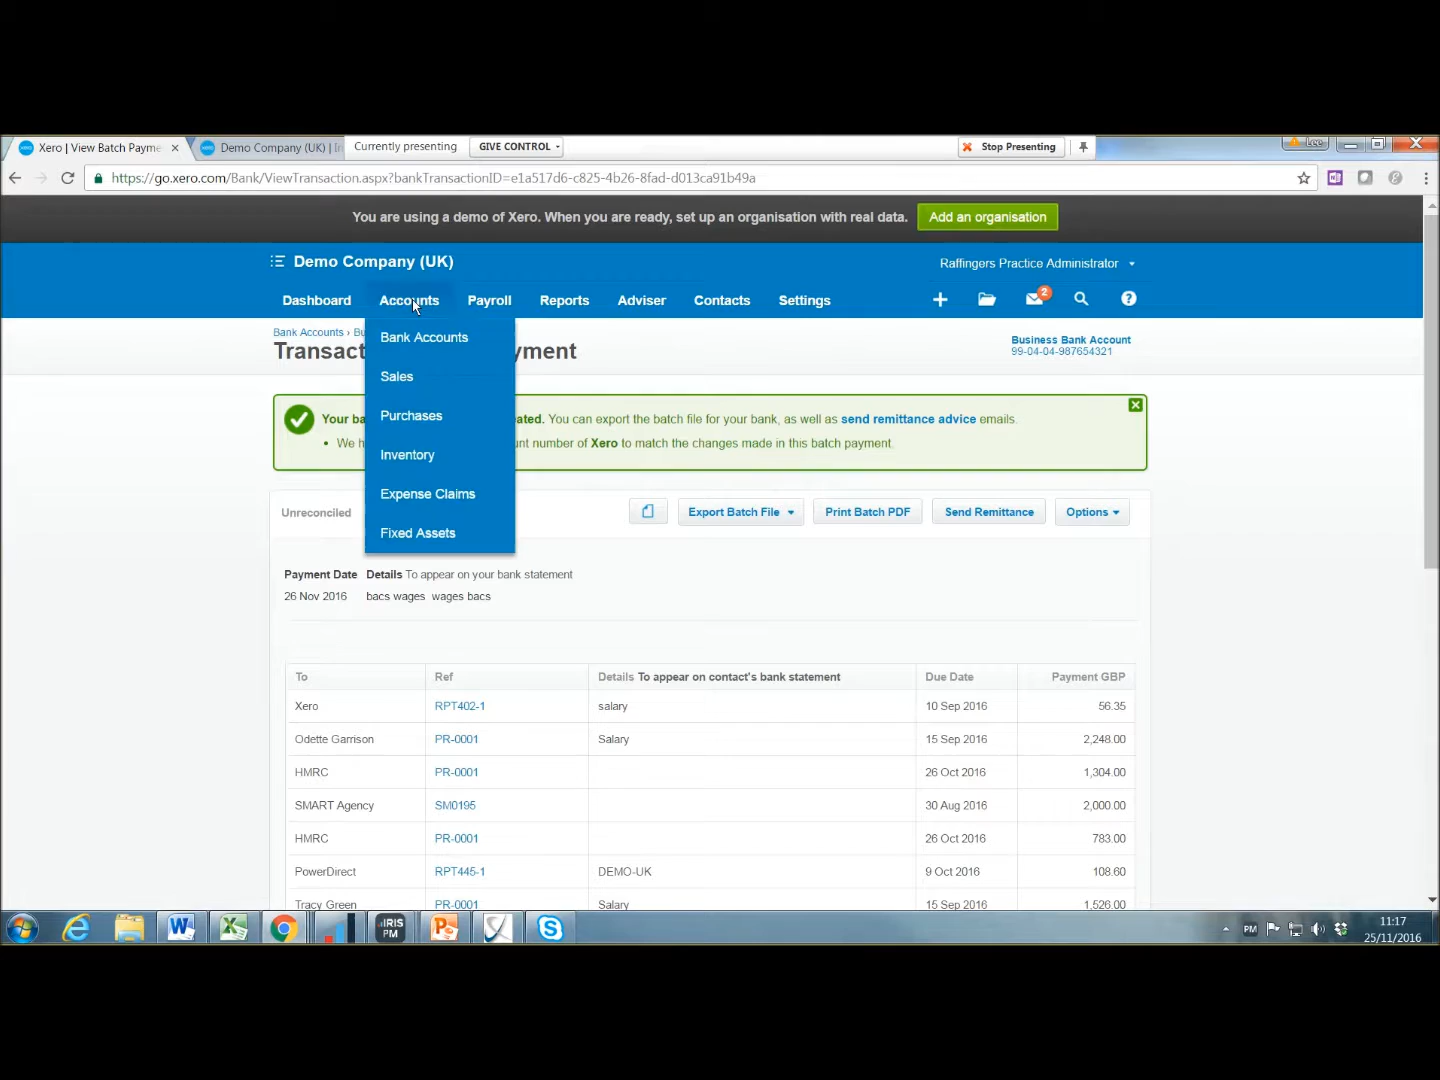 Xero | View Batch Payme
Demo Company (UK) | I
Currently presenting
GIVE CONTROL
Stop Presenting
Lee
https://go.xero.com/Bank/ViewTransaction.aspx?bankTransactionID=e1a517d6-c825-4b26-8fad-d013ca91b49a
You are using a demo of Xero. When you are ready, set up an organisation with real data.
Add an organisation
Demo Company (UK)
Raffingers Practice Administrator
Dashboard Accounts Payroll Reports Adviser Contacts Settings
2
Bank Accounts › Bu
Transact yment
Business Bank Account
99-04-04-987654321
Bank Accounts
Sales
Purchases
Inventory
Expense Claims
Fixed Assets
Your ba ated. You can export the batch file for your bank, as well as send remittance advice emails.
• We h unt number of Xero to match the changes made in this batch payment.
Unreconciled
Export Batch File
Print Batch PDF
Send Remittance
Options
Payment Date Details To appear on your bank statement
26 Nov 2016 bacs wages wages bacs
To Ref Details To appear on contact's bank statement Due Date Payment GBP
Xero RPT402-1 salary 10 Sep 2016 56.35
Odette Garrison PR-0001 Salary 15 Sep 2016 2,248.00
HMRC PR-0001 26 Oct 2016 1,304.00
SMART Agency SM0195 30 Aug 2016 2,000.00
HMRC PR-0001 26 Oct 2016 783.00
PowerDirect RPT445-1 DEMO-UK 9 Oct 2016 108.60
Tracy Green PR-0001 Salary 15 Sep 2016 1,526.00
IRIS
PM
PM
11:17
25/11/2016